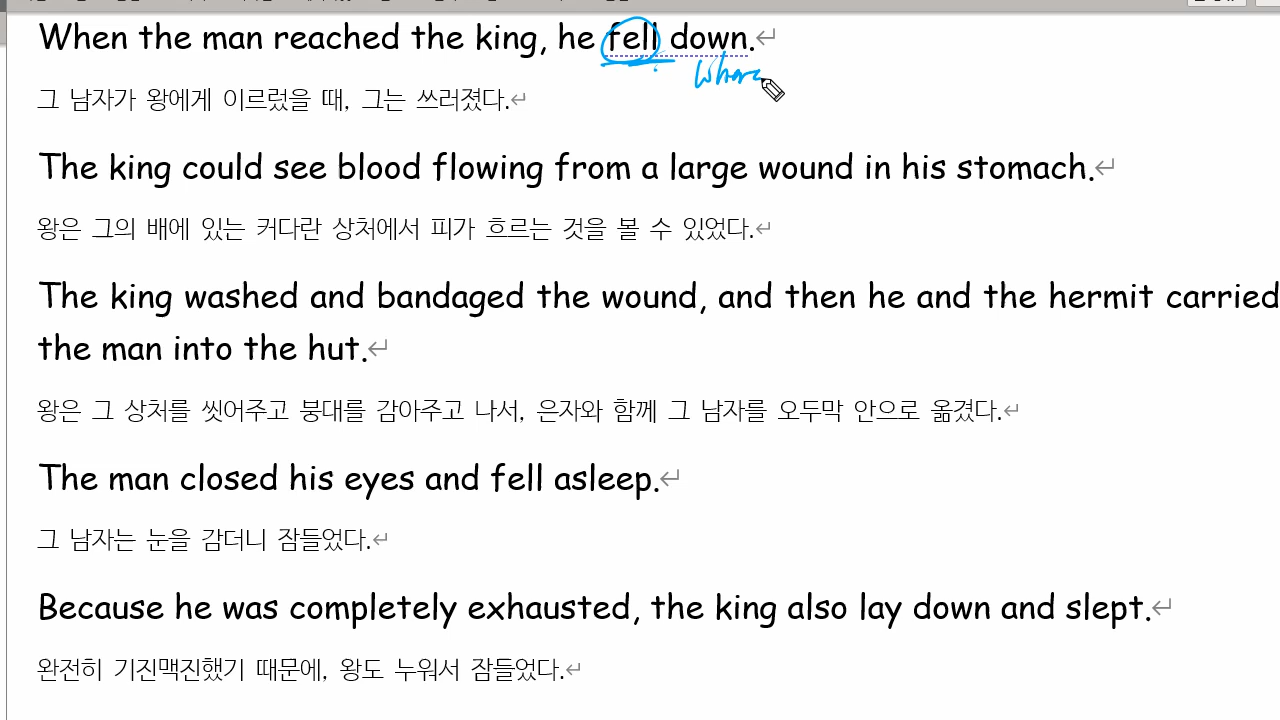 When the man reached the king, he fell down.
where
그 남자가 왕에게 이르렀을 때, 그는 쓰러졌다.
The king could see blood flowing from a large wound in his stomach.
왕은 그의 배에 있는 커다란 상처에서 피가 흐르는 것을 볼 수 있었다.
The king washed and bandaged the wound, and then he and the hermit carried
the man into the hut.
왕은 그 상처를 씻어주고 붕대를 감아주고 나서, 은자와 함께 그 남자를 오두막 안으로 옮겼다.
The man closed his eyes and fell asleep.
그 남자는 눈을 감더니 잠들었다.
Because he was completely exhausted, the king also lay down and slept.
완전히 기진맥진했기 때문에, 왕도 누워서 잠들었다.